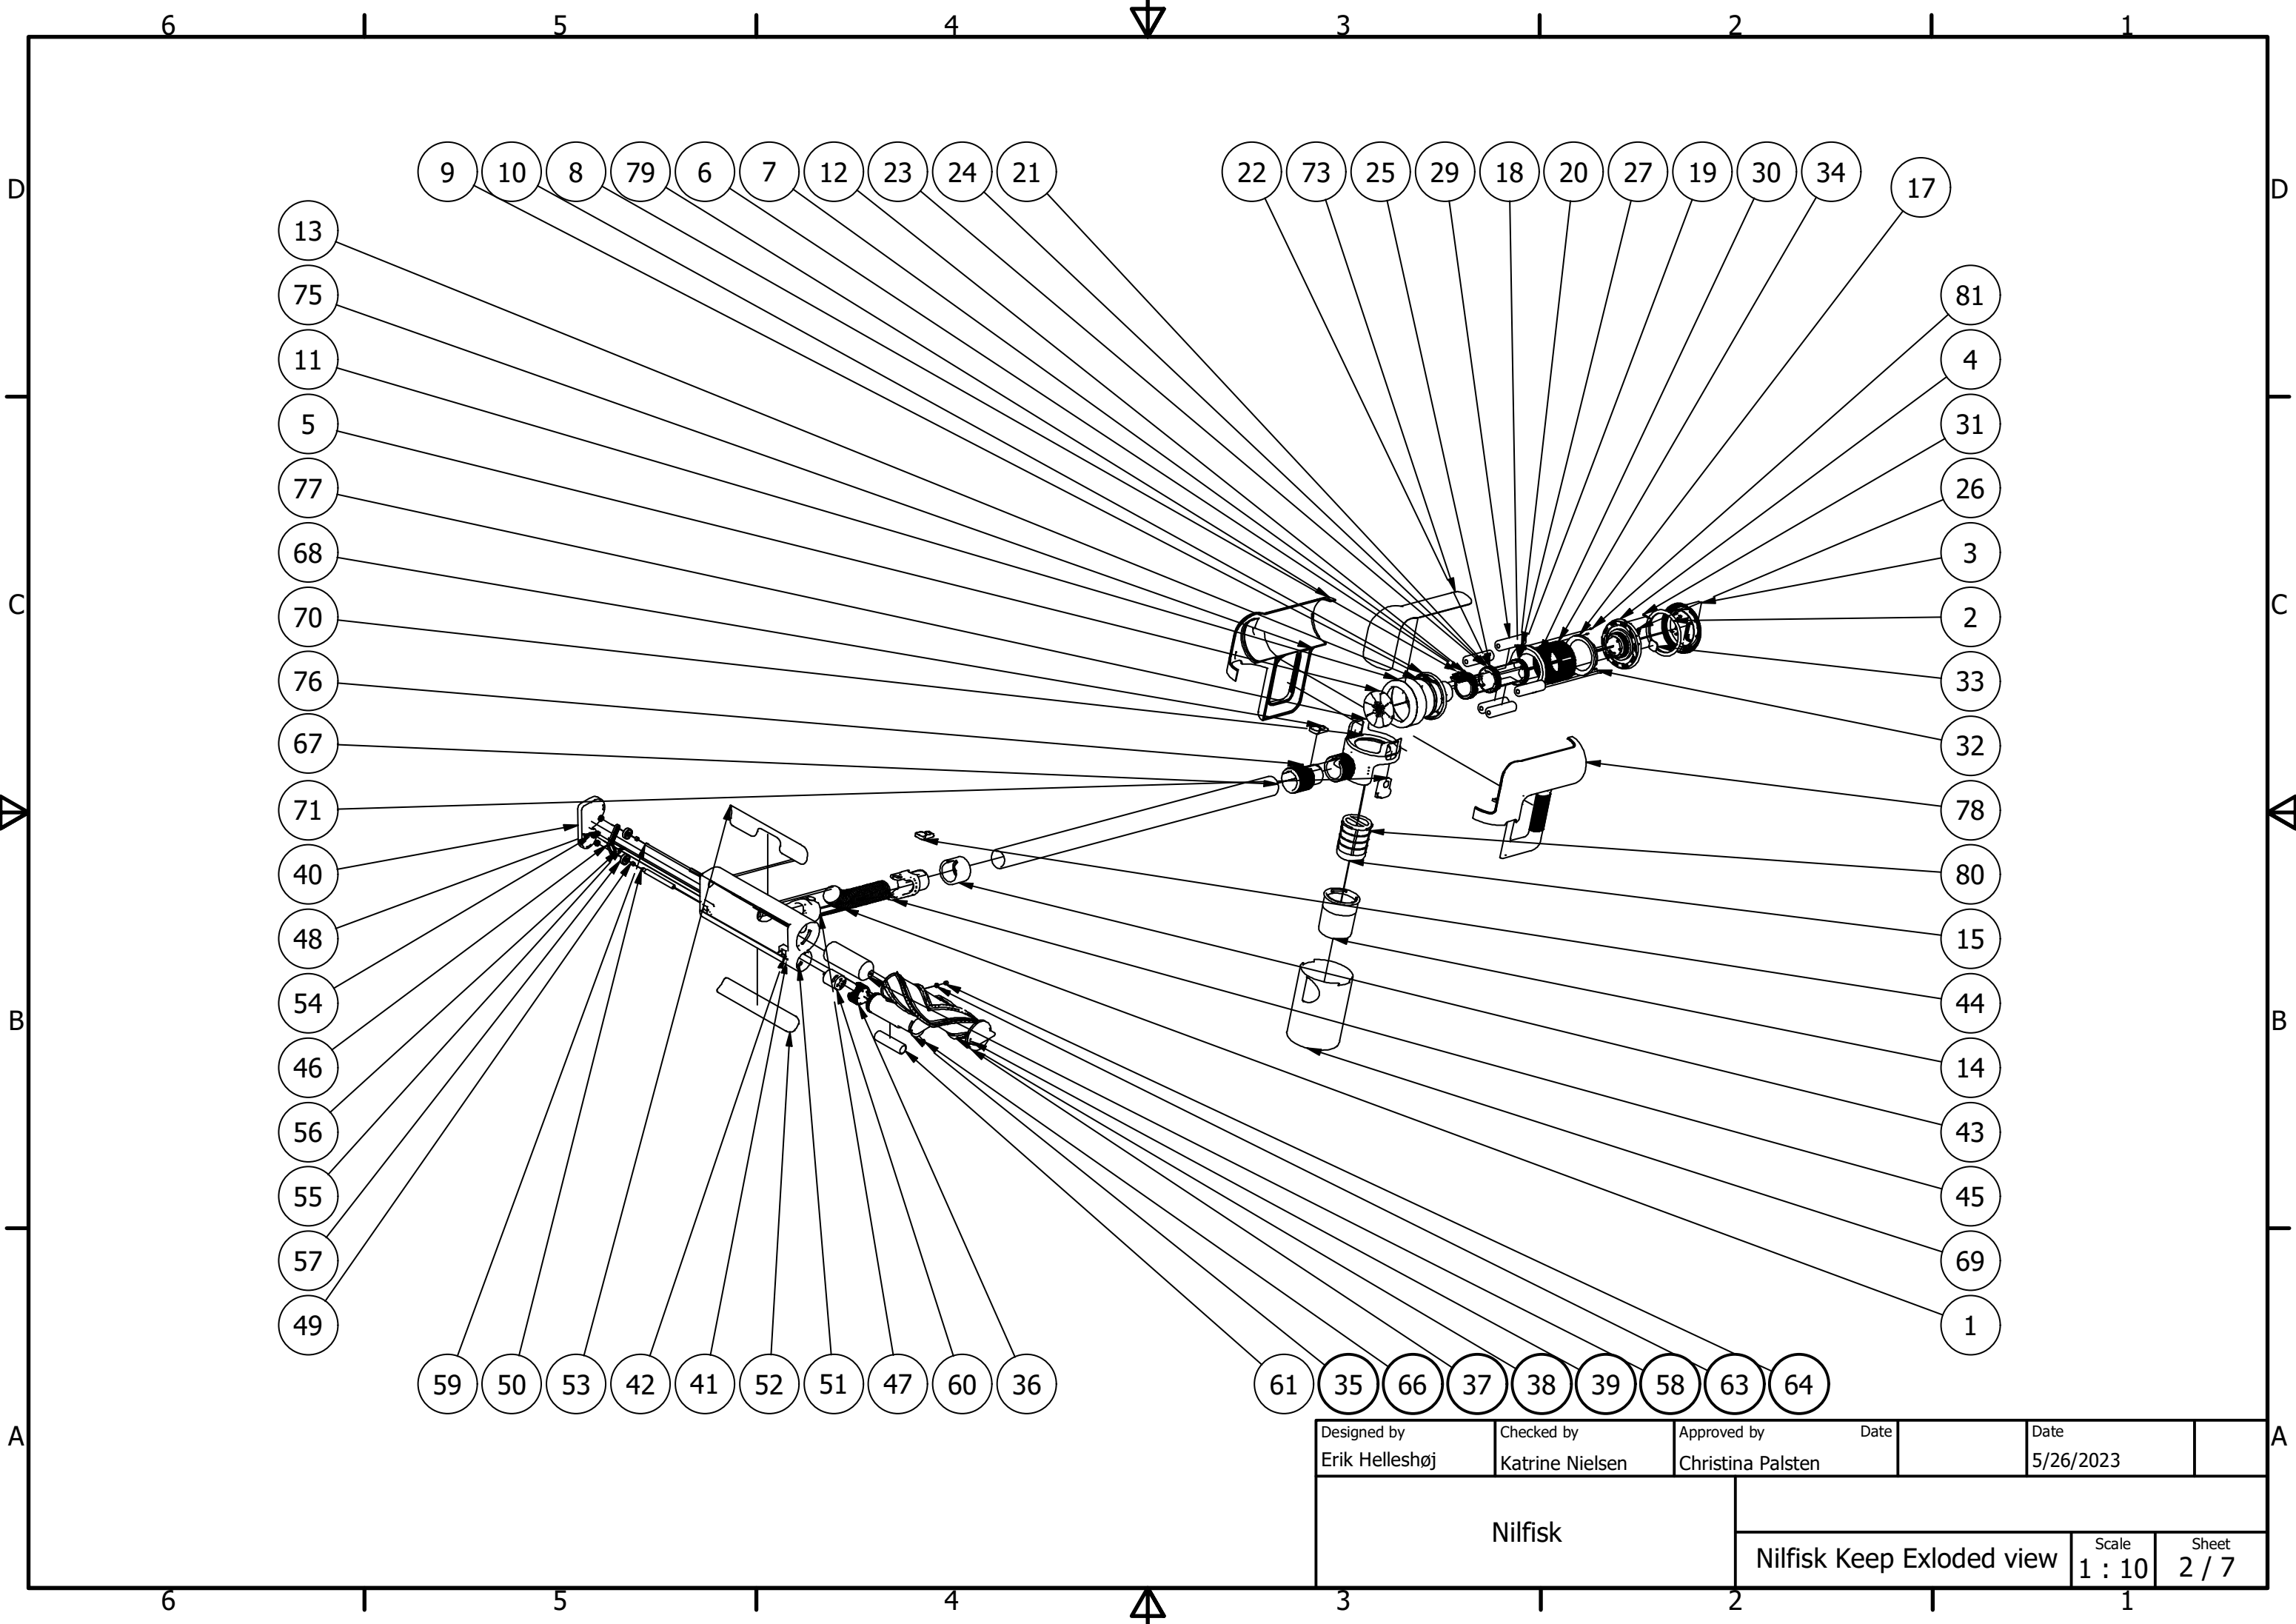 6 5 4 3 2 1
D D
9 10 8 79 6 7 12 23 24 21 22 73 25 29 18 20 27 19 30 34 17
13
75 81
11 4
5 31
77 26
68 3
C C
70 2
76 33
67 32
71 78
40 80
48 15
54 44
B B
46 14
56 43
55 45
57 69
49 1
59 50 53 42 41 52 51 47 60 36 61 35 66 37 38 39 58 63 64
A A
Designed by Checked by Approved by Date Date
Erik Helleshøj Katrine Nielsen Christina Palsten 5/26/2023
Nilfisk
Nilfisk Keep Exloded view
Scale
1 : 10
Sheet
2 / 7
6 5 4 3 2 1